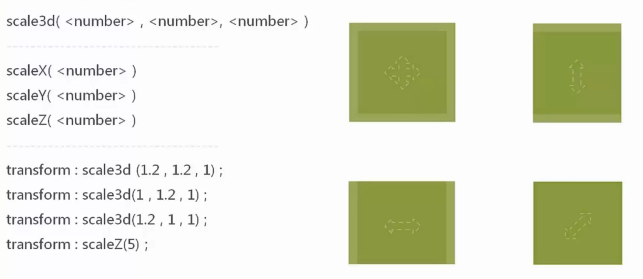 scale3d( <number> , <number>, <number> )
scaleX( <number> )
scaleY( <number> )
scaleZ( <number> )
transform : scale3d (1.2 , 1.2 , 1) ;
transform : scale3d(1 , 1.2 , 1) ;
transform : scale3d(1.2 , 1 , 1) ;
transform : scaleZ(5) ;